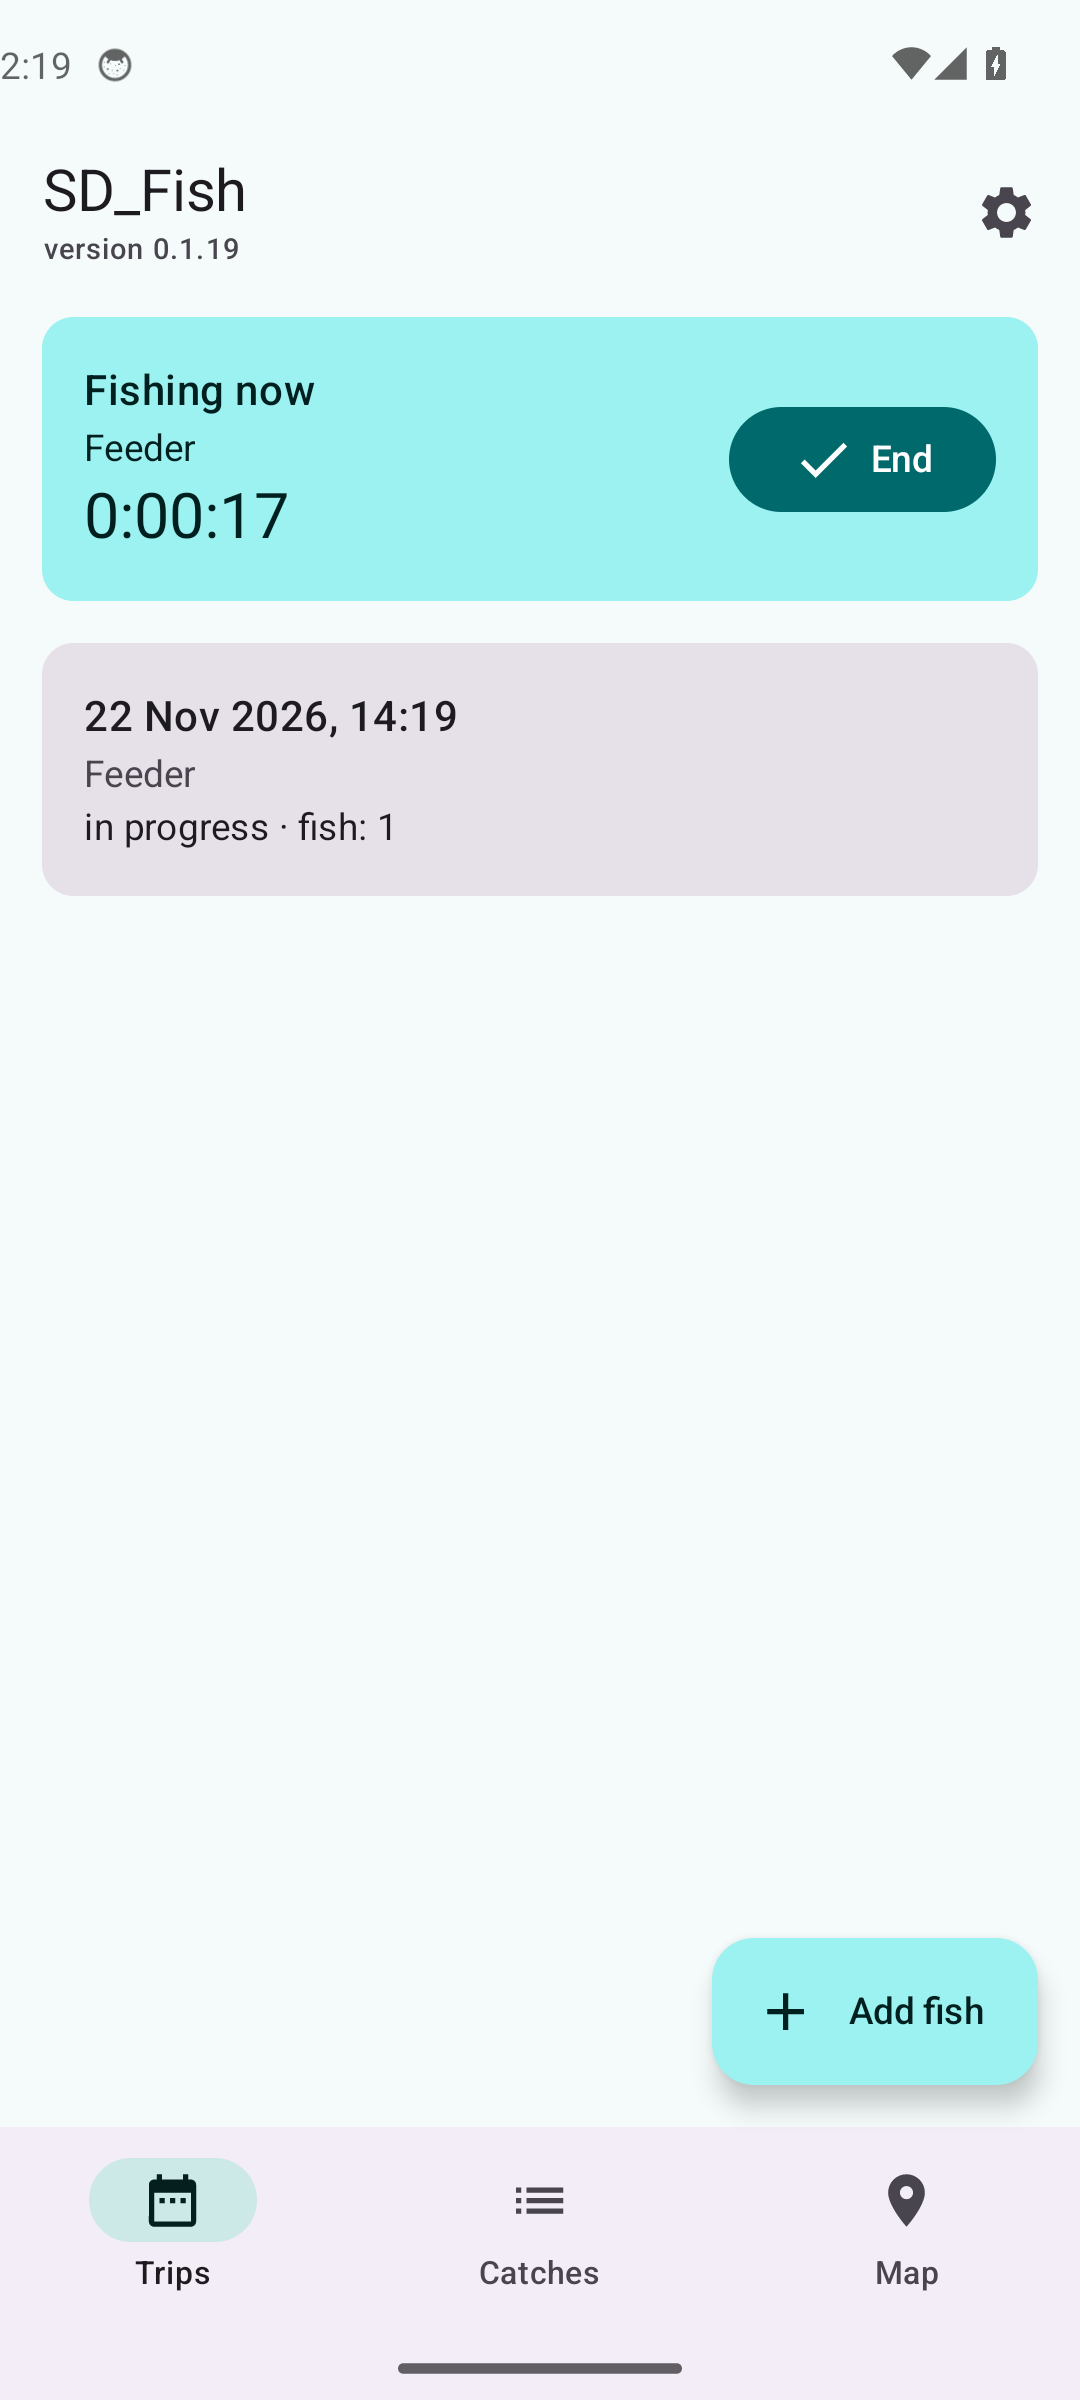 2:19
SD_Fish
version 0.1.19
Fishing now
Feeder
0:00:17
End
22 Nov 2026, 14:19
Feeder
in progress · fish: 1
Add fish
Trips
Catches
Map